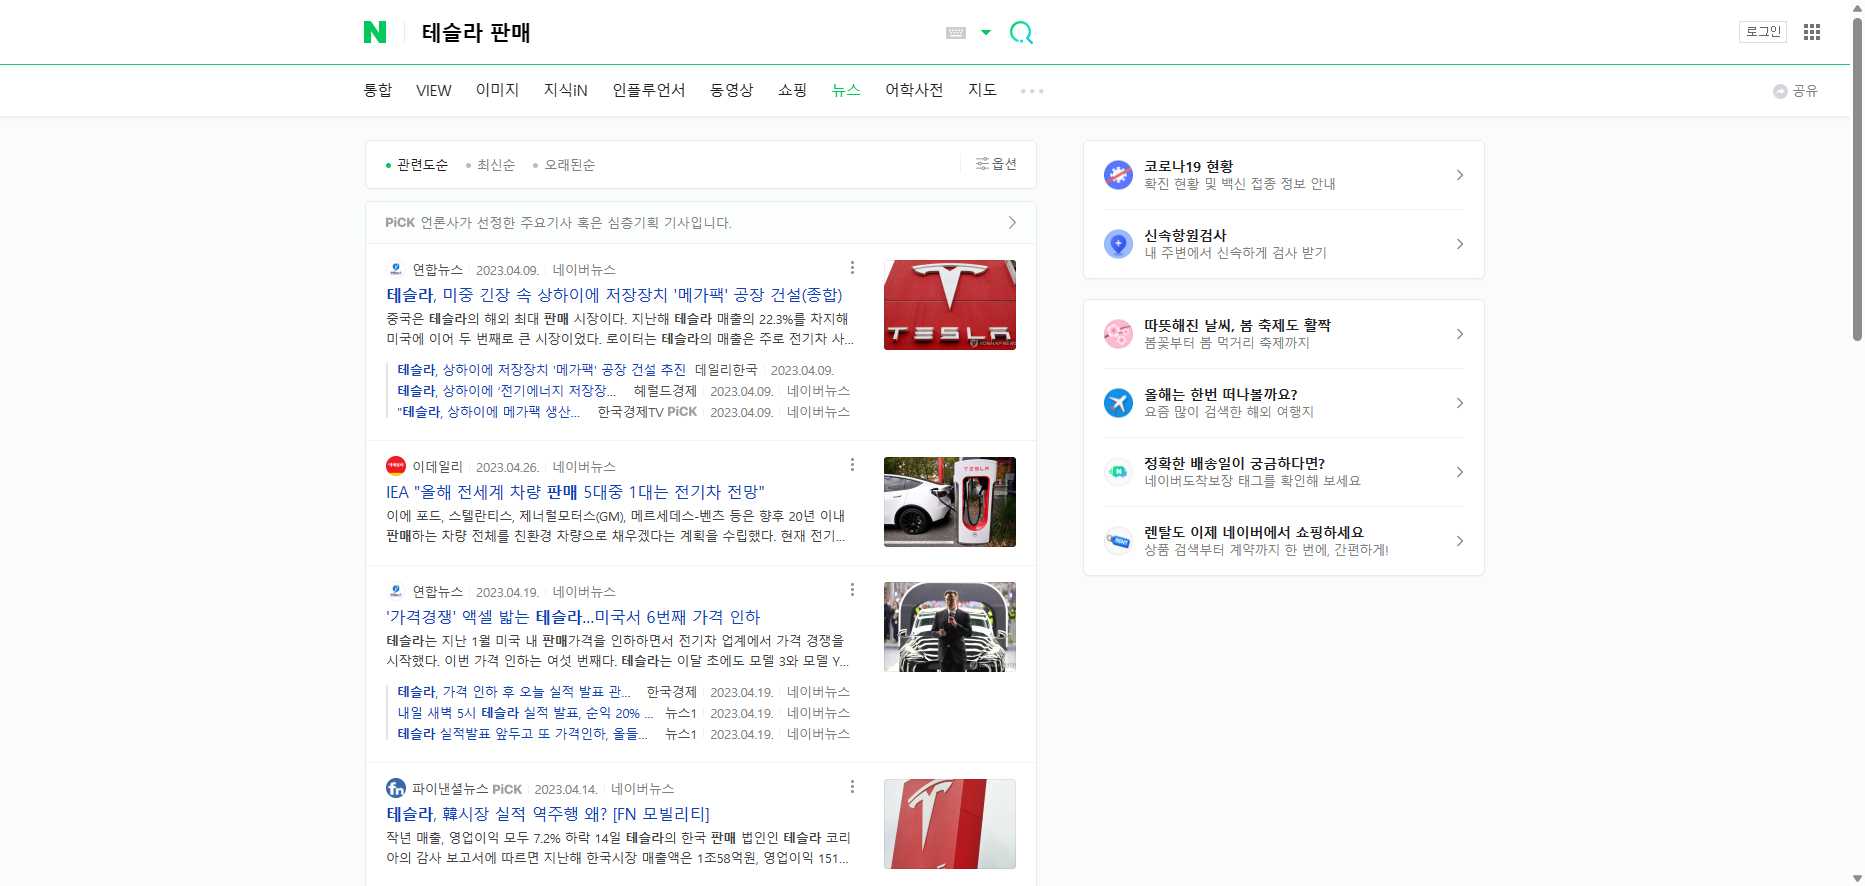 N 테슬라 판매
로그인
통합 VIEW 이미지 지식iN 인플루언서 동영상 쇼핑 뉴스 어학사전 지도
공유
관련도순 최신순 오래된순 옵션
PiCK 언론사가 선정한 주요기사 혹은 심층기획 기사입니다.
연합뉴스 2023.04.09. 네이버뉴스
테슬라, 미중 긴장 속 상하이에 저장장치 '메가팩' 공장 건설(종합)
중국은 테슬라의 해외 최대 판매 시장이다. 지난해 테슬라 매출의 22.3%를 차지해
미국에 이어 두 번째로 큰 시장이었다. 로이터는 테슬라의 매출은 주로 전기차 사...
TESLA
YONHAP NEWS
테슬라, 상하이에 저장장치 '메가팩' 공장 건설 추진 데일리한국 2023.04.09.
테슬라, 상하이에 ‘전기에너지 저장장... 헤럴드경제 2023.04.09. 네이버뉴스
"테슬라, 상하이에 메가팩 생산... 한국경제TV PiCK 2023.04.09. 네이버뉴스
이데일리 2023.04.26. 네이버뉴스
IEA "올해 전세계 차량 판매 5대중 1대는 전기차 전망"
이에 포드, 스텔란티스, 제너럴모터스(GM), 메르세데스-벤츠 등은 향후 20년 이내
판매하는 차량 전체를 친환경 차량으로 채우겠다는 계획을 수립했다. 현재 전기...
TESLA
연합뉴스 2023.04.19. 네이버뉴스
'가격경쟁' 액셀 밟는 테슬라...미국서 6번째 가격 인하
테슬라는 지난 1월 미국 내 판매가격을 인하하면서 전기차 업계에서 가격 경쟁을
시작했다. 이번 가격 인하는 여섯 번째다. 테슬라는 이달 초에도 모델 3와 모델 Y...
테슬라, 가격 인하 후 오늘 실적 발표 관... 한국경제 2023.04.19. 네이버뉴스
내일 새벽 5시 테슬라 실적 발표, 순익 20% ... 뉴스1 2023.04.19. 네이버뉴스
테슬라 실적발표 앞두고 또 가격인하, 올들... 뉴스1 2023.04.19. 네이버뉴스
fn 파이낸셜뉴스 PiCK 2023.04.14. 네이버뉴스
테슬라, 韓시장 실적 역주행 왜? [FN 모빌리티]
작년 매출, 영업이익 모두 7.2% 하락 14일 테슬라의 한국 판매 법인인 테슬라 코리
아의 감사 보고서에 따르면 지난해 한국시장 매출액은 1조58억원, 영업이익 151...
코로나19 현황
확진 현황 및 백신 접종 정보 안내
신속항원검사
내 주변에서 신속하게 검사 받기
따뜻해진 날씨, 봄 축제도 활짝
봄꽃부터 봄 먹거리 축제까지
올해는 한번 떠나볼까요?
요즘 많이 검색한 해외 여행지
정확한 배송일이 궁금하다면?
네이버도착보장 태그를 확인해 보세요
렌탈도 이제 네이버에서 쇼핑하세요
상품 검색부터 계약까지 한 번에, 간편하게!